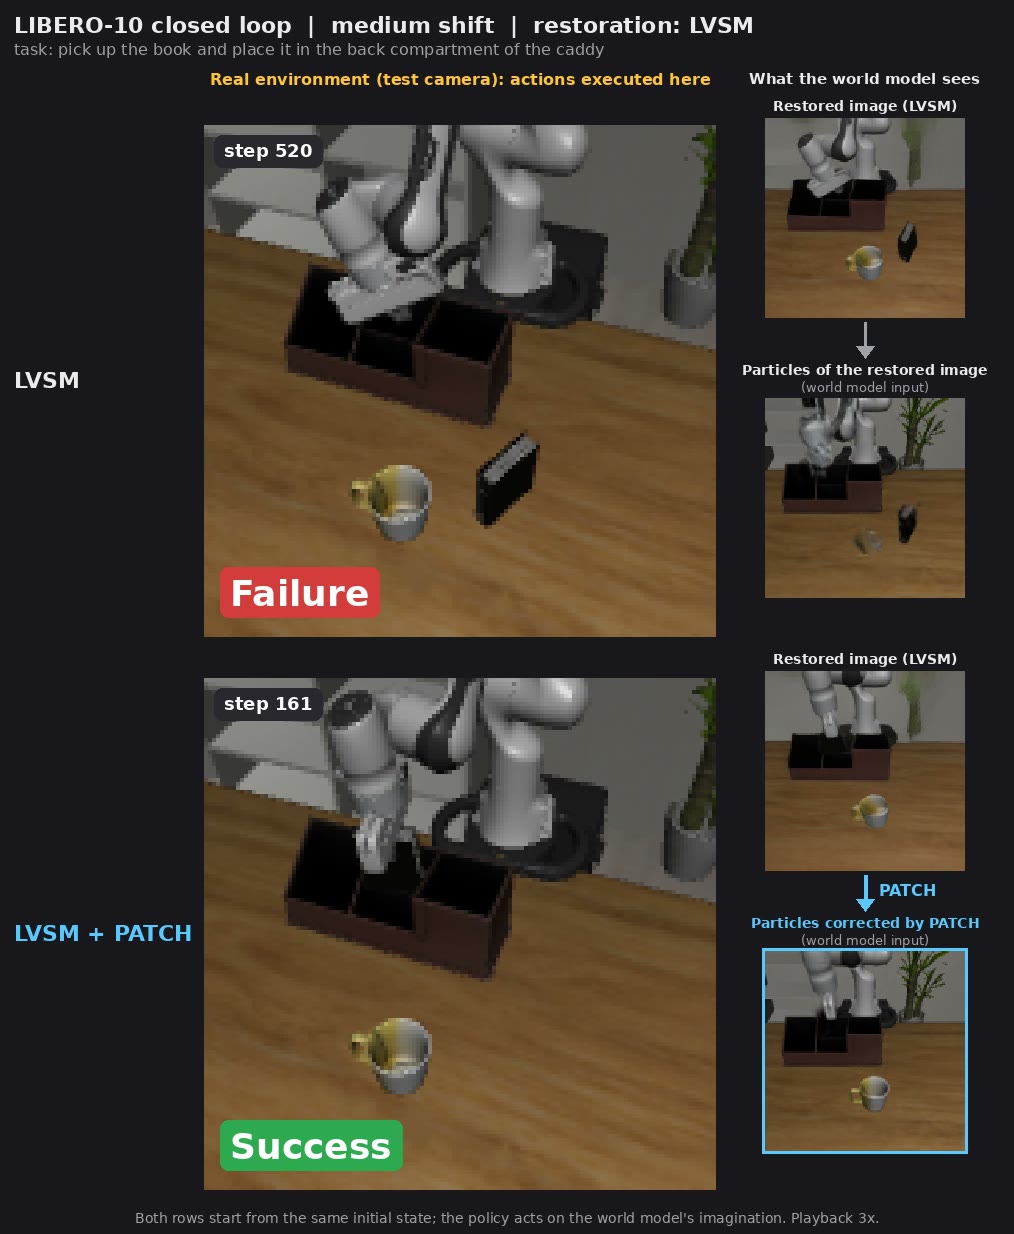 LIBERO-10 closed loop | medium shift | restoration: LVSM
task: pick up the book and place it in the back compartment of the caddy
Real environment (test camera): actions executed here
What the world model sees
Restored image (LVSM)
step 520
LVSM
Failure
Particles of the restored image
(world model input)
Restored image (LVSM)
step 161
LVSM + PATCH
Success
PATCH
Particles corrected by PATCH
(world model input)
Both rows start from the same initial state; the policy acts on the world model's imagination. Playback 3x.